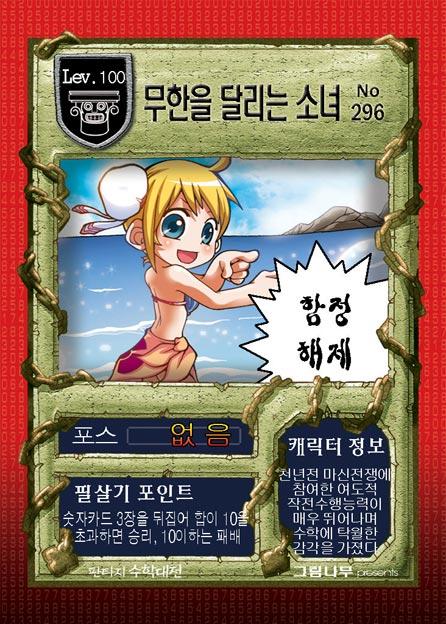 Lev.100
무한을 달리는 소녀
No
296
함정
해제
포스 없음
필살기 포인트
숫자카드 3장을 뒤집어 합이 10을
초과하면 승리, 10이하는 패배
캐릭터 정보
천년전 마신전쟁에
참여한 여도적
작전수행능력이
매우 뛰어나며
수학에 탁월한
감각을 가졌다
판타지 수학대전
그림나무 presents